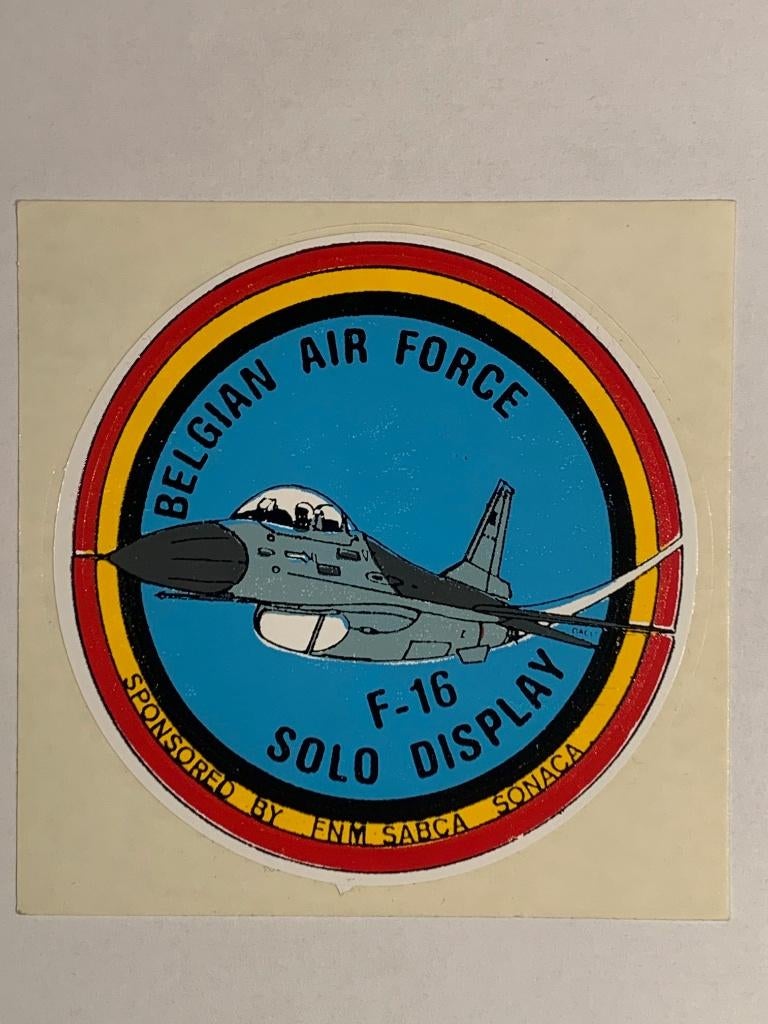 BELGIAN AIR FORCE
F-16
SOLO DISPLAY
SPONSORED BY FNM SABCA SONACA